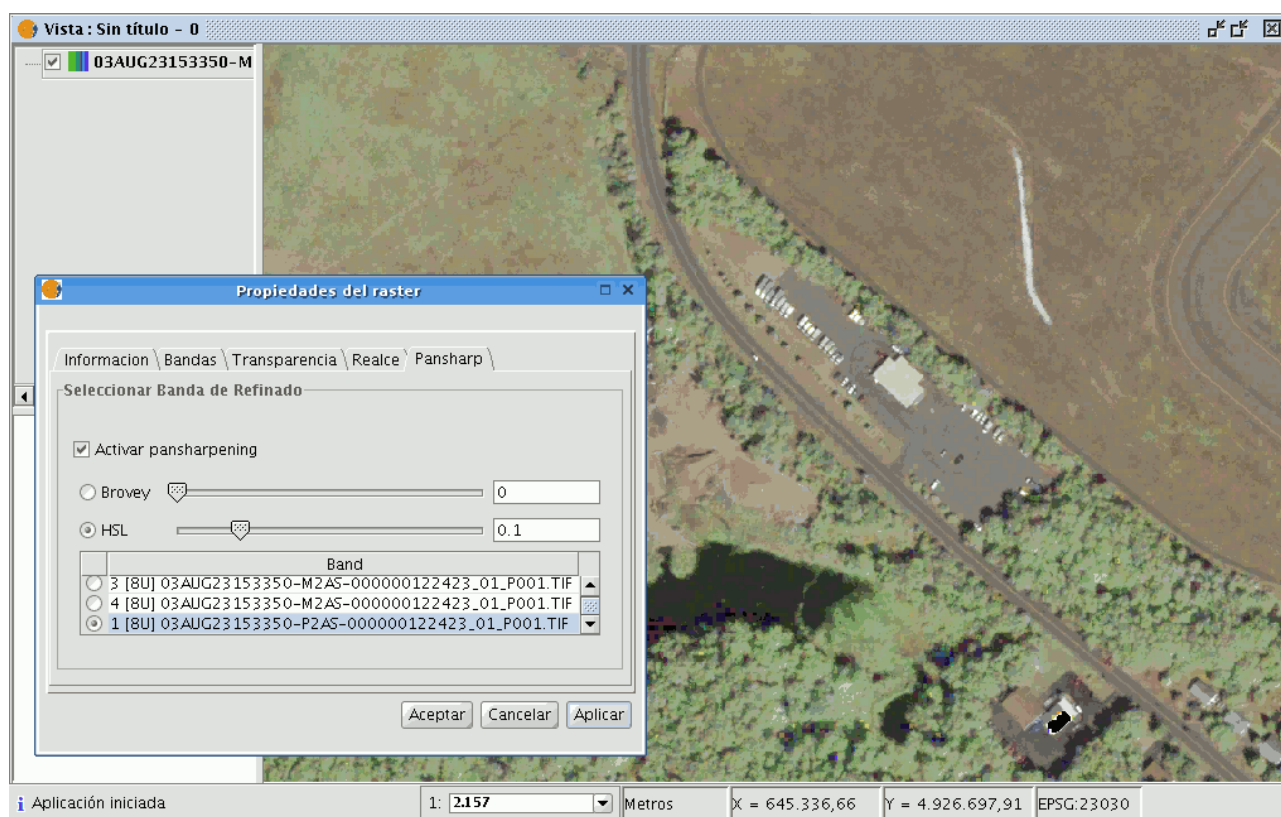 Vista : Sin título - 0
03AUG23153350-M
Propiedades del raster
Informacion Bandas Transparencia Realce Pansharp
Seleccionar Banda de Refinado
Activar pansharpening
Brovey 0
HSL 0.1
Band
3 [8U] 03AUG23153350-M2AS-000000122423_01_P001.TIF
4 [8U] 03AUG23153350-M2AS-000000122423_01_P001.TIF
1 [8U] 03AUG23153350-P2AS-000000122423_01_P001.TIF
Aceptar Cancelar Aplicar
Aplicación iniciada 1: 2.157 Metros X = 645.336,66 Y = 4.926.697,91 EPSG:23030